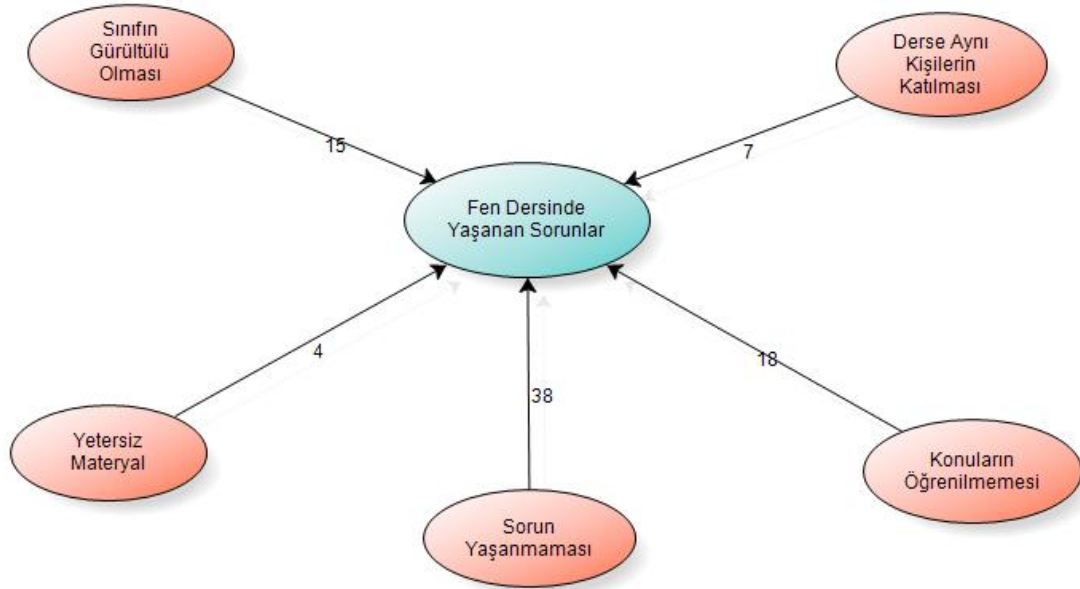 Sınıfın
Gürültülü
Olması
Derse Aynı
Kişilerin
Katılması
15
7
Fen Dersinde
Yaşanan Sorunlar
4
38
18
Yetersiz
Materyal
Sorun
Yaşanmaması
Konuların
Öğrenilmemesi